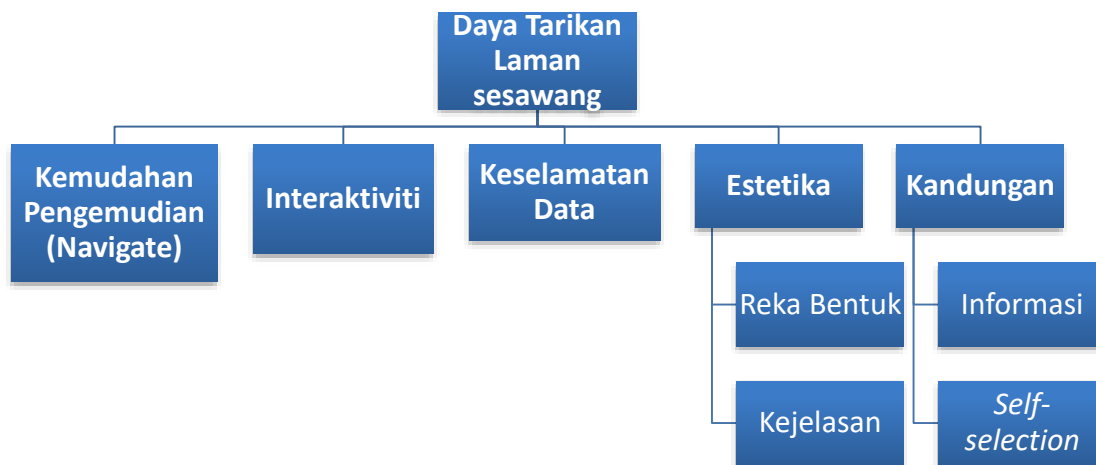 Daya Tarikan
Laman
sesawang
Kemudahan
Pengemudian
(Navigate)
Interaktiviti
Keselamatan
Data
Estetika
Kandungan
Reka Bentuk
Informasi
Kejelasan
Self-
selection